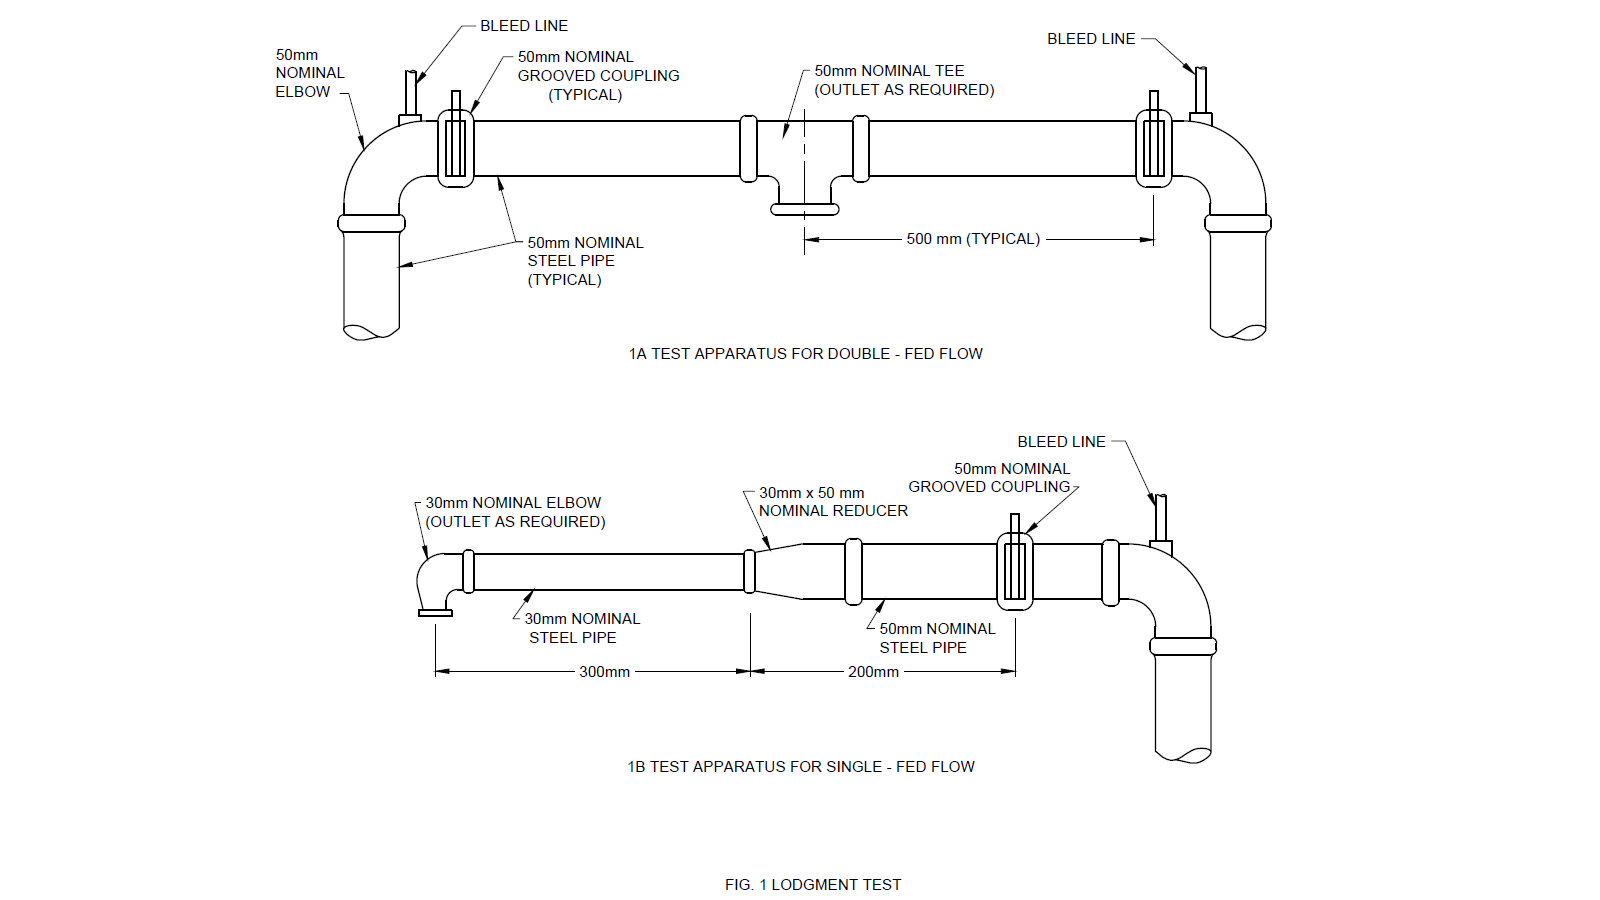 BLEED LINE
50mm
NOMINAL
ELBOW
50mm NOMINAL
GROOVED COUPLING
(TYPICAL)
50mm NOMINAL TEE
(OUTLET AS REQUIRED)
BLEED LINE
50mm NOMINAL
STEEL PIPE
(TYPICAL)
500 mm (TYPICAL)
1A TEST APPARATUS FOR DOUBLE - FED FLOW
BLEED LINE
50mm NOMINAL
GROOVED COUPLING
30mm NOMINAL ELBOW
(OUTLET AS REQUIRED)
30mm x 50 mm
NOMINAL REDUCER
30mm NOMINAL
STEEL PIPE
50mm NOMINAL
STEEL PIPE
300mm
200mm
1B TEST APPARATUS FOR SINGLE - FED FLOW
FIG. 1 LODGMENT TEST